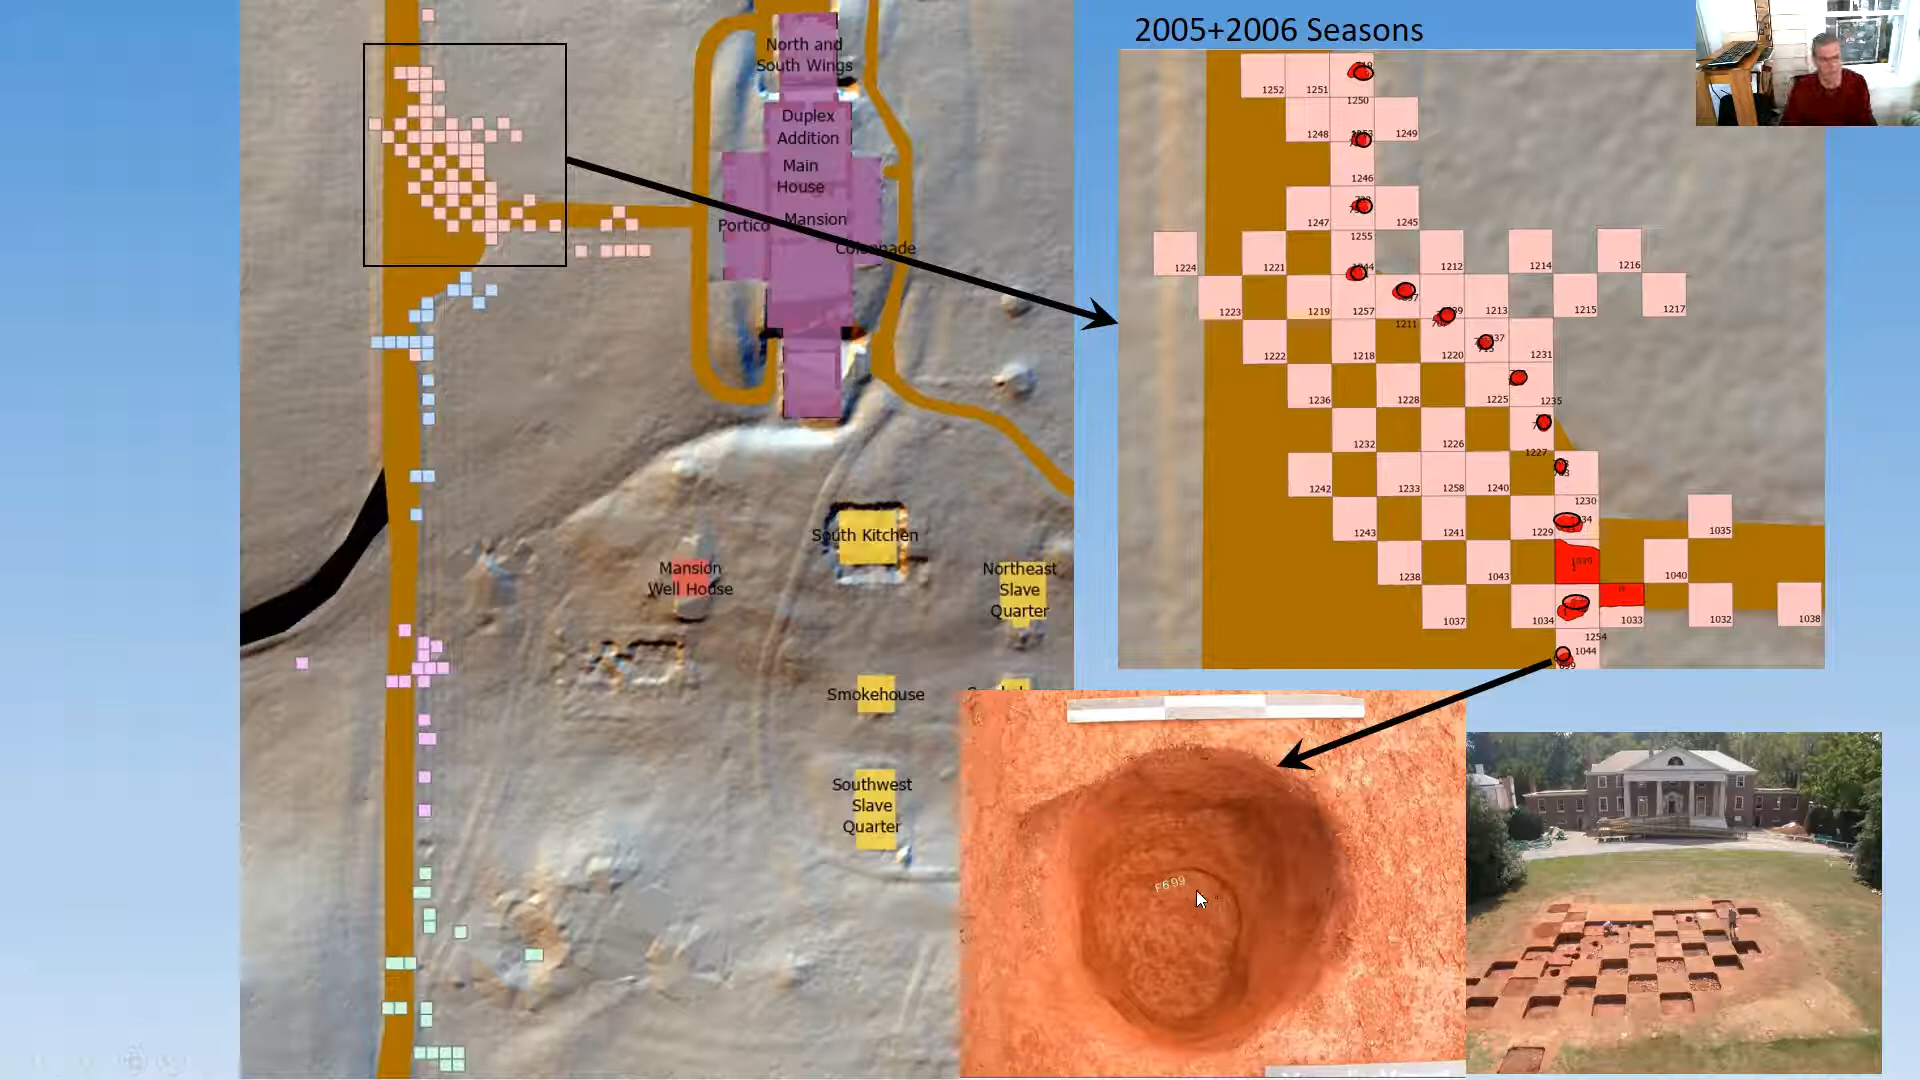 2005+2006 Seasons
North and
South Wings
Duplex
Addition
Main
House
Mansion
Portico
South Kitchen
Mansion
Well House
Northeast
Slave
Quarter
Smokehouse
Southwest
Slave
Quarter
1252
1251
1250
1248
1249
1246
1247
1245
1255
1224
1221
1212
1214
1216
1223
1219
1257
1213
1215
1217
1211
1222
1218
1220
1231
1236
1228
1225
1235
1232
1226
1227
1242
1233
1258
1240
1230
1035
1243
1241
1229
1238
1043
1040
1037
1034
1033
1032
1038
1254
1044
F699